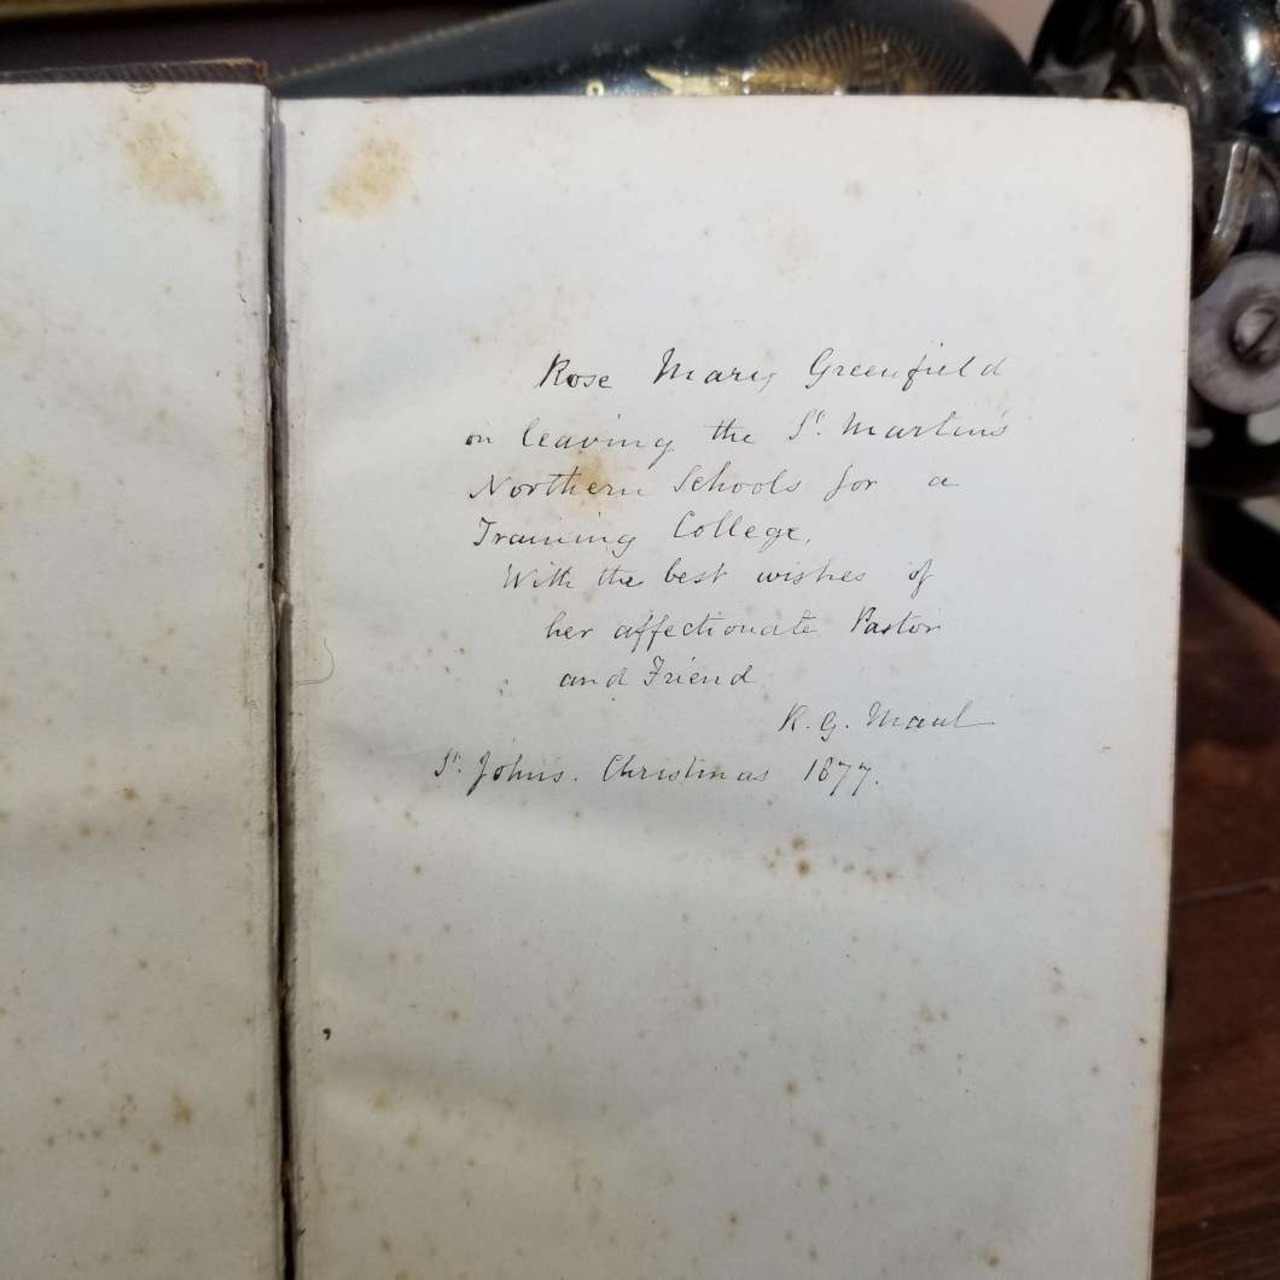 Rose Mary Greenfield
on leaving the St. Martin's
Northern Schools for a
Training College.
With the best wishes of
her affectionate Pastor
and Friend
R. G. Maul
St. Johns. Christmas 1877.